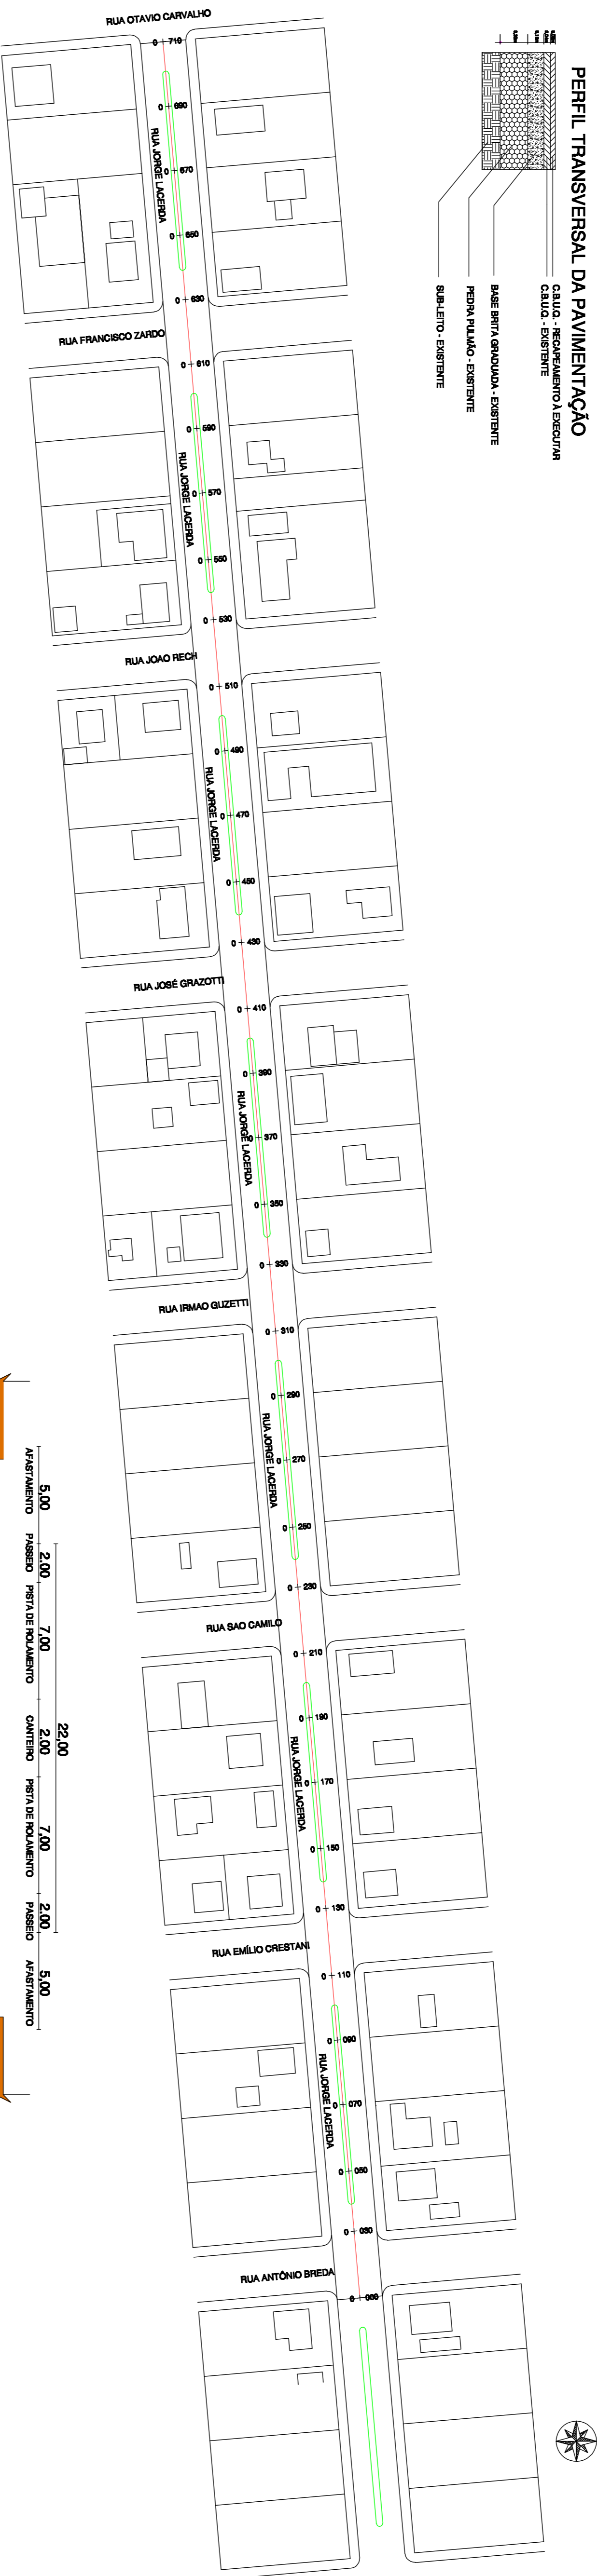 PERFIL TRANSVERSAL DA PAVIMENTAÇÃO
C.B.U.Q. - RECAPEAMENTO À EXECUTAR
C.B.U.Q. - EXISTENTE
BASE BRITA GRADUADA - EXISTENTE
PEDRA PULMÃO - EXISTENTE
SUB-LEITO - EXISTENTE
RUA OTAVIO CARVALHO
0 + 710
0 + 690
RUA JORGE LACERDA
0 + 670
0 + 650
0 + 630
RUA FRANCISCO ZARDO
0 + 610
0 + 590
RUA JORGE LACERDA
0 + 570
0 + 550
0 + 530
RUA JOAO RECH
0 + 510
0 + 490
RUA JORGE LACERDA
0 + 470
0 + 450
0 + 430
RUA JOSÉ GRAZOTTI
0 + 410
0 + 390
RUA JORGE LACERDA
0 + 370
0 + 350
0 + 330
RUA IRMAO GUZETTI
0 + 310
0 + 290
RUA JORGE LACERDA
0 + 270
0 + 250
0 + 230
RUA SAO CAMILO
0 + 210
0 + 190
RUA JORGE LACERDA
0 + 170
0 + 150
0 + 130
RUA EMÍLIO CRESTANI
0 + 110
0 + 090
RUA JORGE LACERDA
0 + 070
0 + 050
0 + 030
RUA ANTÔNIO BREDA
0 + 000
22,00
5,00 2,00 7,00 2,00 7,00 2,00 5,00
AFASTAMENTO PASSEIO PISTA DE ROLAMENTO CANTEIRO PISTA DE ROLAMENTO PASSEIO AFASTAMENTO